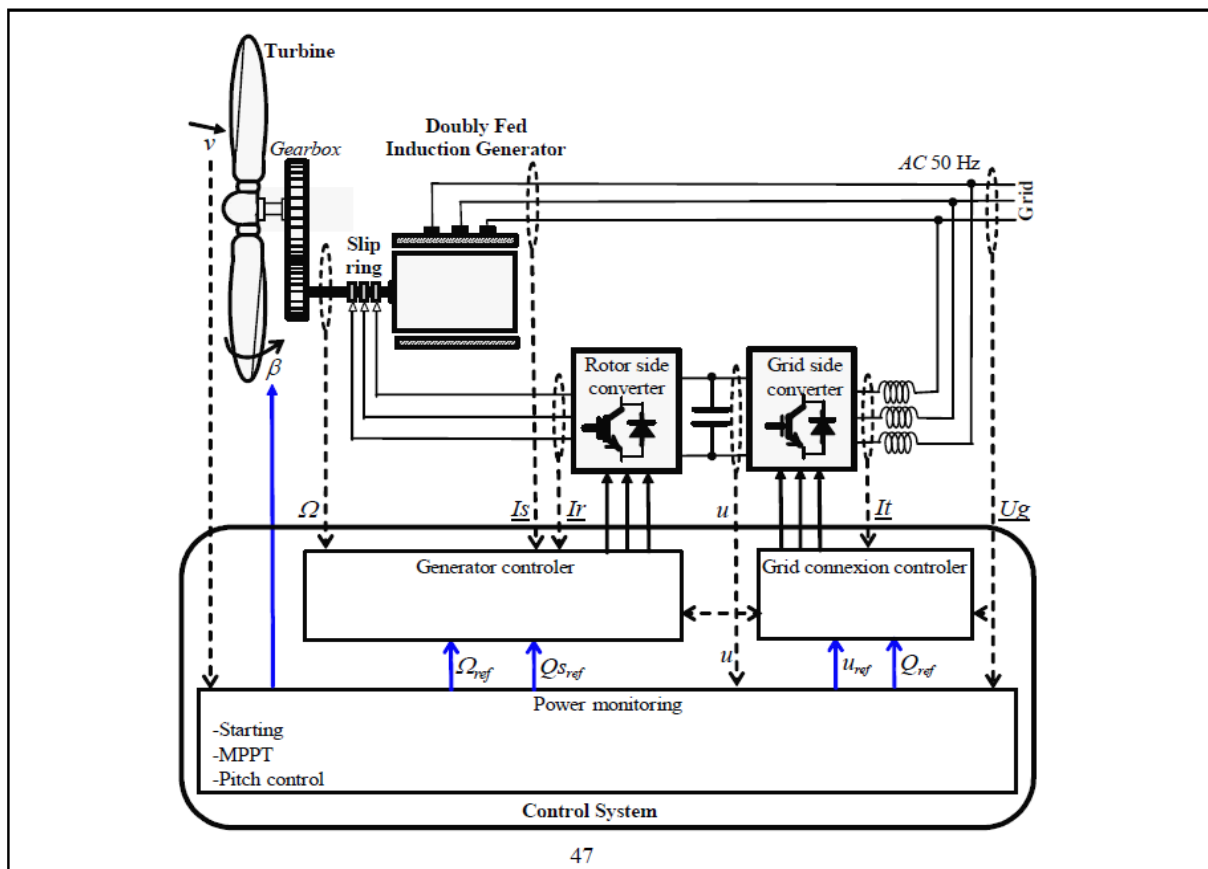 Turbine
v
Gearbox
Doubly Fed
Induction Generator
AC 50 Hz
Grid
Slip
ring
β
Rotor side
converter
Grid side
converter
Ω
Is
Ir
u
It
Ug
Generator controler
Grid connexion controler
Ωref
Qsref
u
uref
Qref
Power monitoring
-Starting
-MPPT
-Pitch control
Control System
47